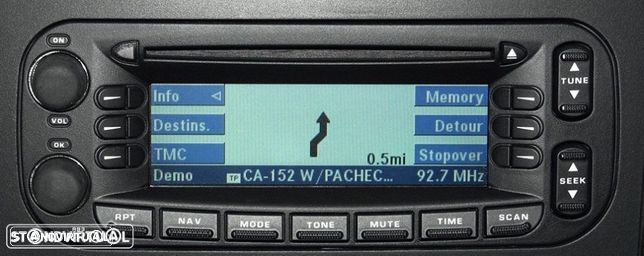 ON
Info
Memory
TUNE
VOL
Destins.
Detour
OK
TMC
0.5mi
Stopover
Demo
TP CA-152 W/PACHEC...
92.7 MHz
SEEK
RPT
NAV
MODE
TONE
MUTE
TIME
SCAN